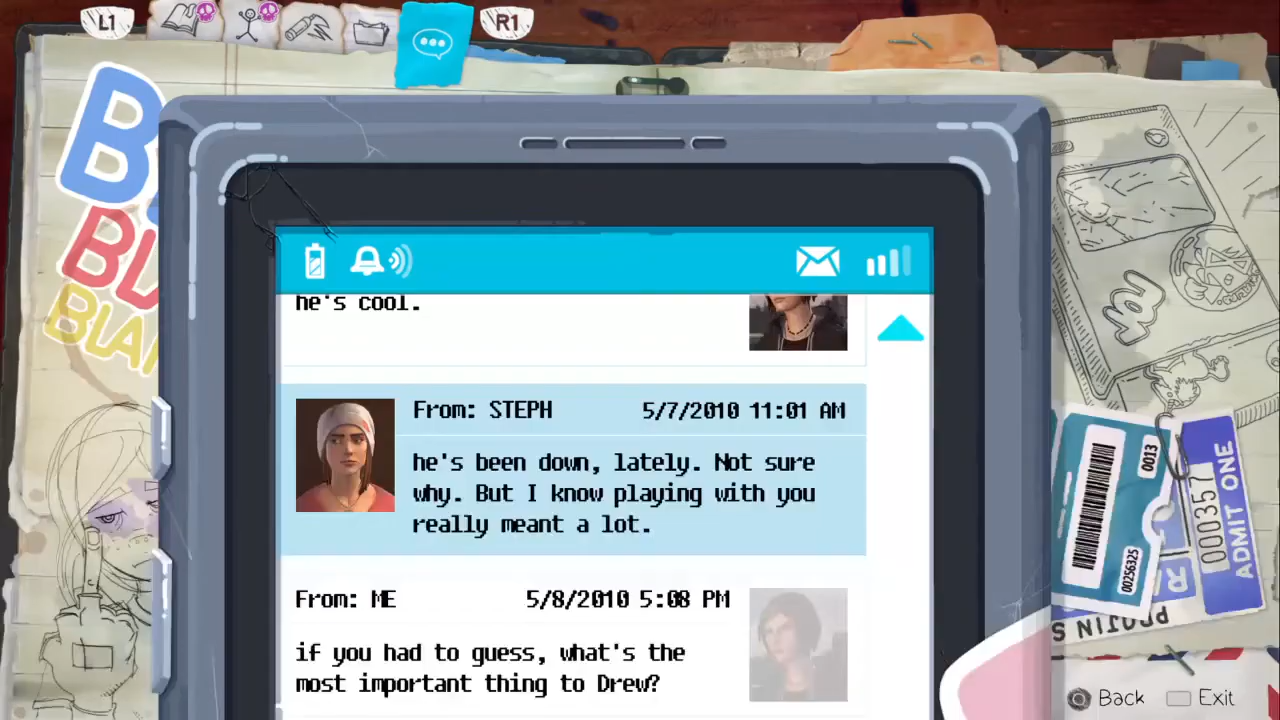 L1
R1
he's cool.
From: STEPH
5/7/2010 11:01 AM
he's been down, lately. Not sure
why. But I know playing with you
really meant a lot.
From: ME
5/8/2010 5:08 PM
if you had to guess, what's the
most important thing to Drew?
0013
00256325
000357
ADMIT ONE
Back
Exit